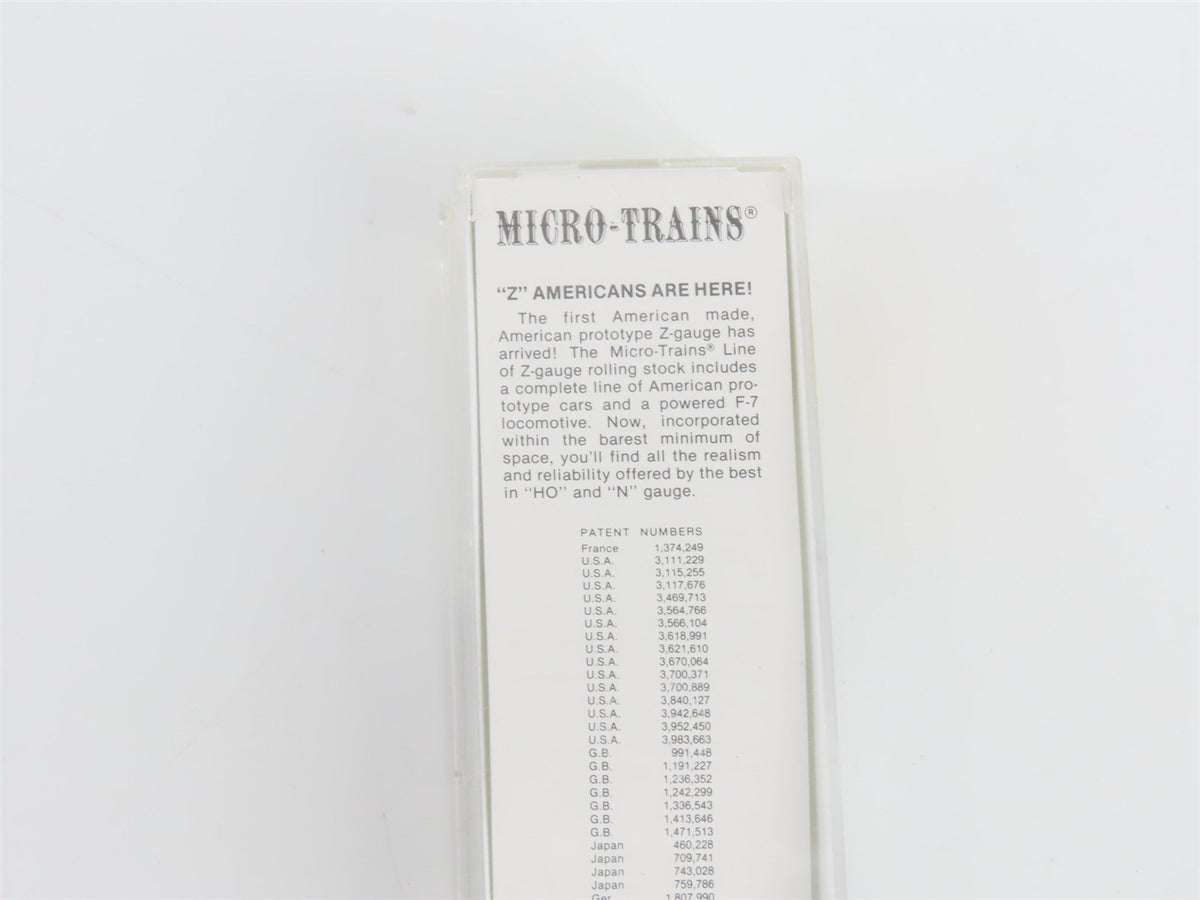 MICRO-TRAINS®
"Z" AMERICANS ARE HERE!
The first American made,
American prototype Z-gauge has
arrived! The Micro-Trains® Line
of Z-gauge rolling stock includes
a complete line of American pro-
totype cars and a powered F-7
locomotive. Now, incorporated
within the barest minimum of
space, you'll find all the realism
and reliability offered by the best
in "HO" and "N" gauge.
PATENT NUMBERS
France 1,374,249
U.S.A. 3,111,229
U.S.A. 3,115,255
U.S.A. 3,117,676
U.S.A. 3,469,713
U.S.A. 3,564,766
U.S.A. 3,566,104
U.S.A. 3,618,991
U.S.A. 3,621,610
U.S.A. 3,670,064
U.S.A. 3,700,371
U.S.A. 3,700,889
U.S.A. 3,840,127
U.S.A. 3,942,648
U.S.A. 3,952,450
U.S.A. 3,983,663
G.B. 991,448
G.B. 1,191,227
G.B. 1,236,352
G.B. 1,242,299
G.B. 1,336,543
G.B. 1,413,646
G.B. 1,471,513
Japan 460,228
Japan 709,741
Japan 743,028
Japan 759,786
Ger. 1,807,990